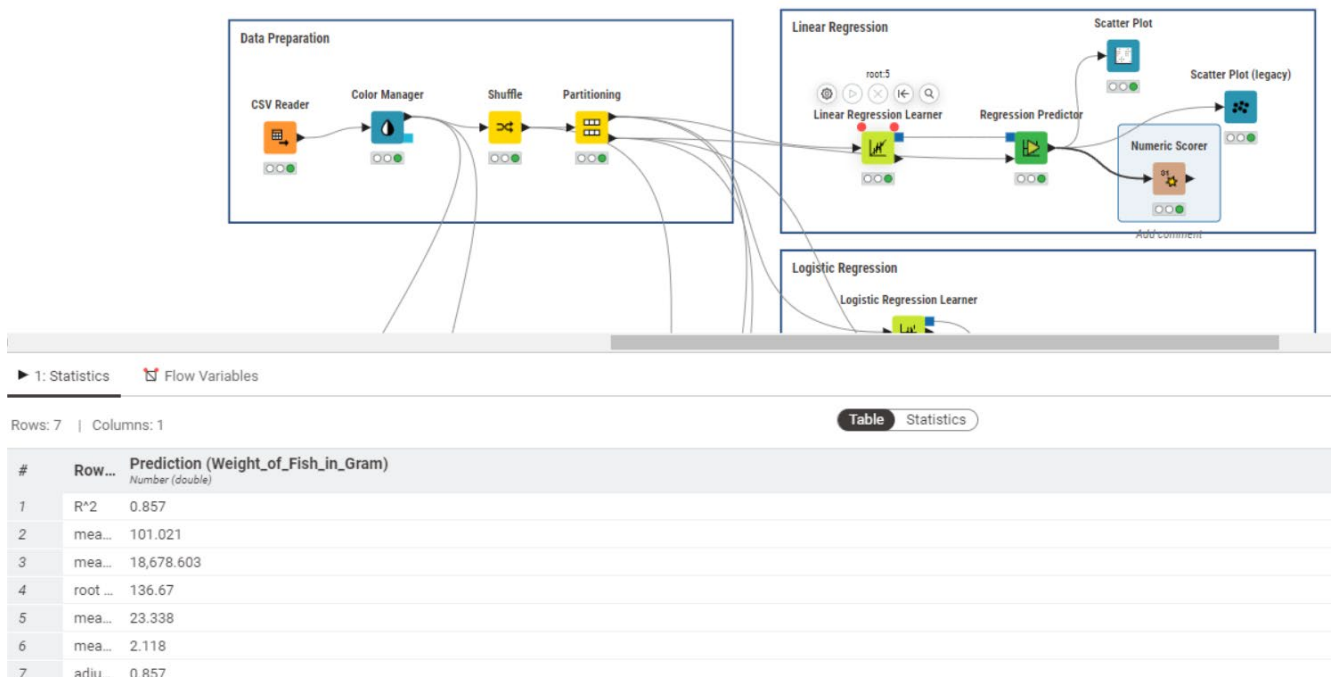 Data Preparation
CSV Reader
Color Manager
Shuffle
Partitioning
Linear Regression
root:5
Linear Regression Learner
Regression Predictor
Scatter Plot
Scatter Plot (legacy)
Numeric Scorer
Add comment
Logistic Regression
Logistic Regression Learner
1: Statistics
Flow Variables
Rows: 7 | Columns: 1
Table Statistics
# Row... Prediction (Weight_of_Fish_in_Gram)
Number (double)
1 R^2 0.857
2 mea... 101.021
3 mea... 18,678.603
4 root ... 136.67
5 mea... 23.338
6 mea... 2.118
7 adju... 0.857